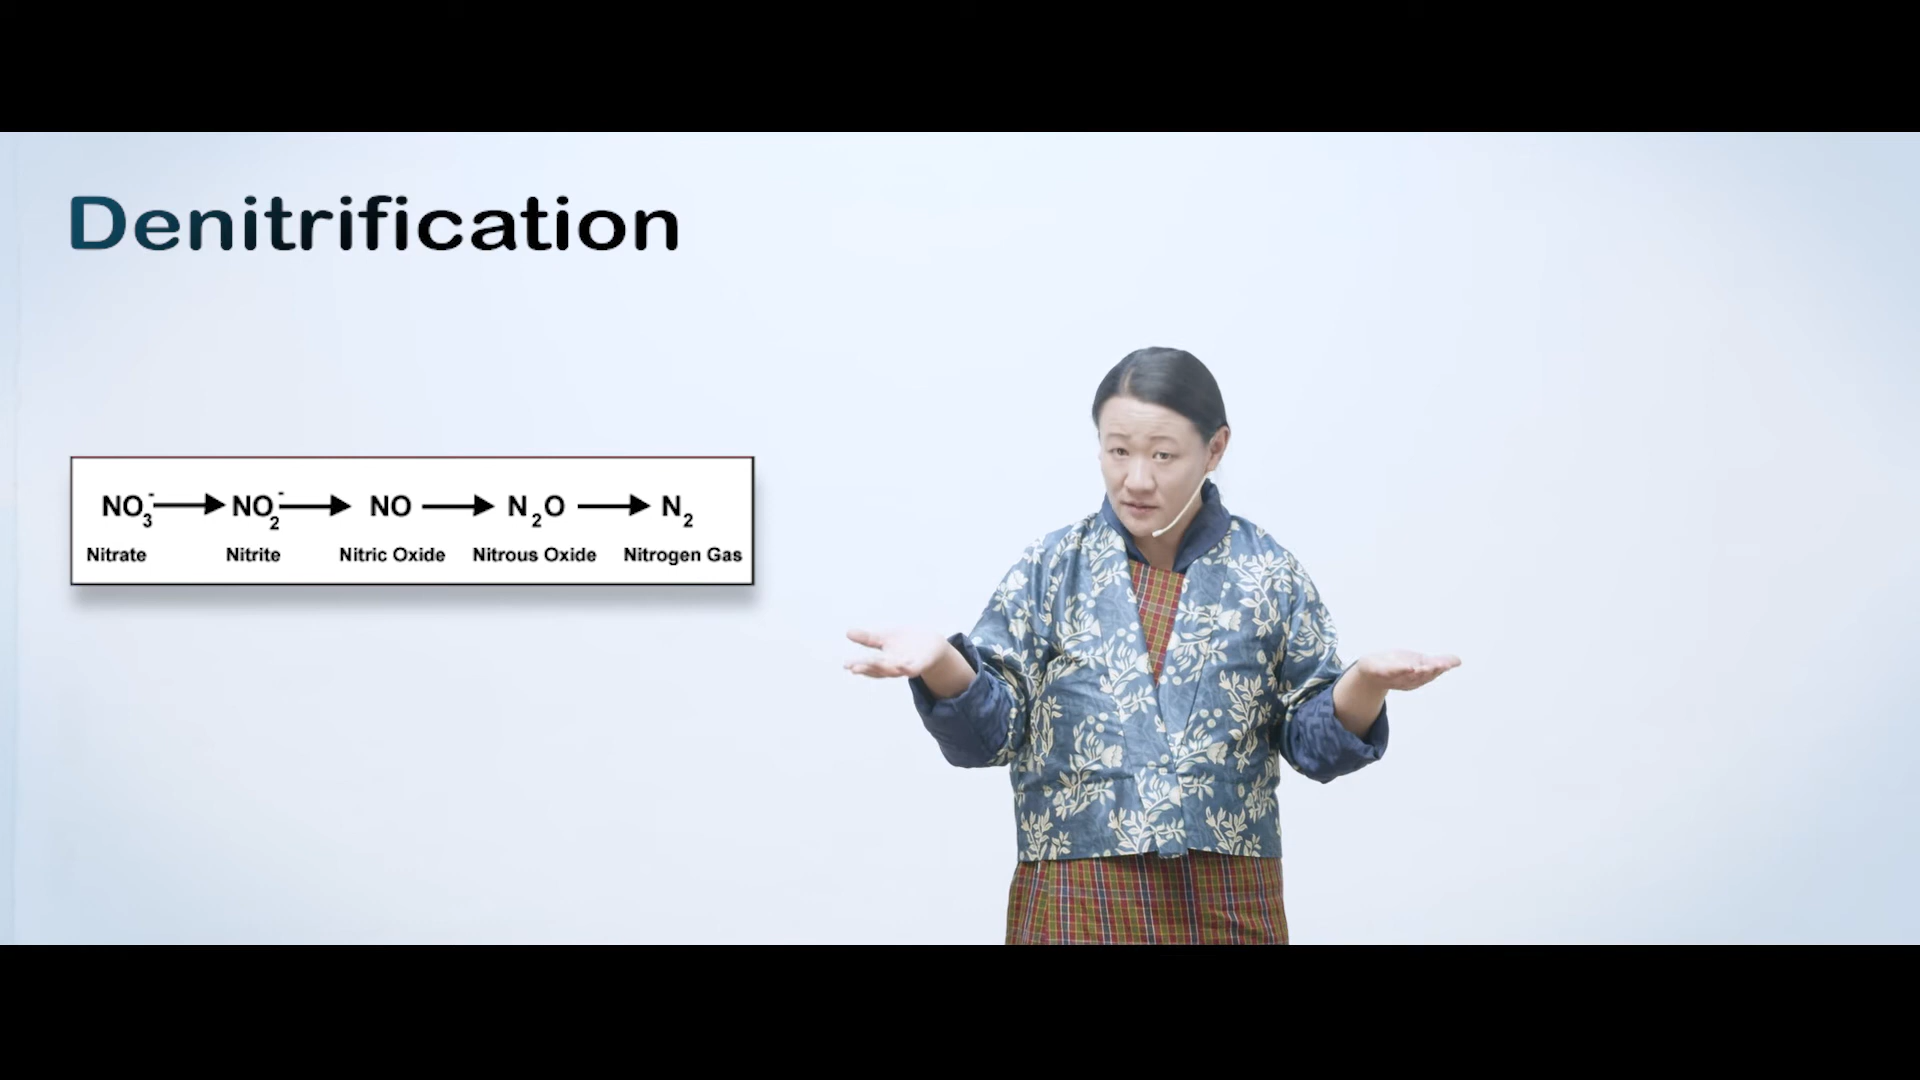 Denitrification
NO₃⁻ → NO₂⁻ → NO → N₂O → N₂
Nitrate Nitrite Nitric Oxide Nitrous Oxide Nitrogen Gas